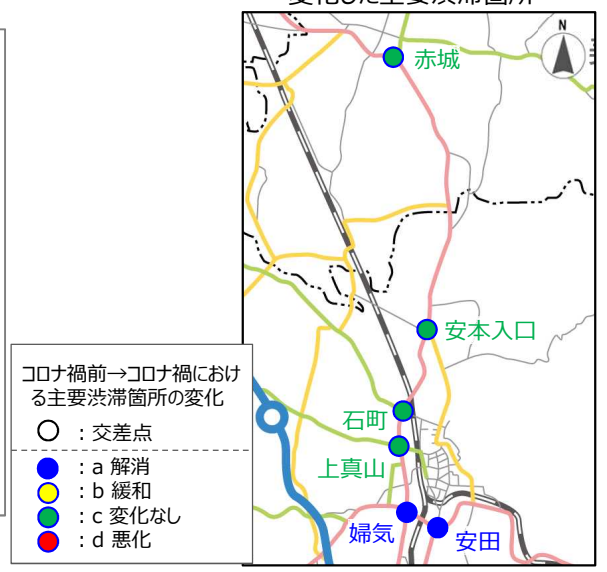 変化した主要渋滞箇所
N
赤城
安本入口
石町
上真山
婦気
安田
コロナ禍前→コロナ禍におけ
る主要渋滞箇所の変化
：交差点
：a 解消
：b 緩和
：c 変化なし
：d 悪化